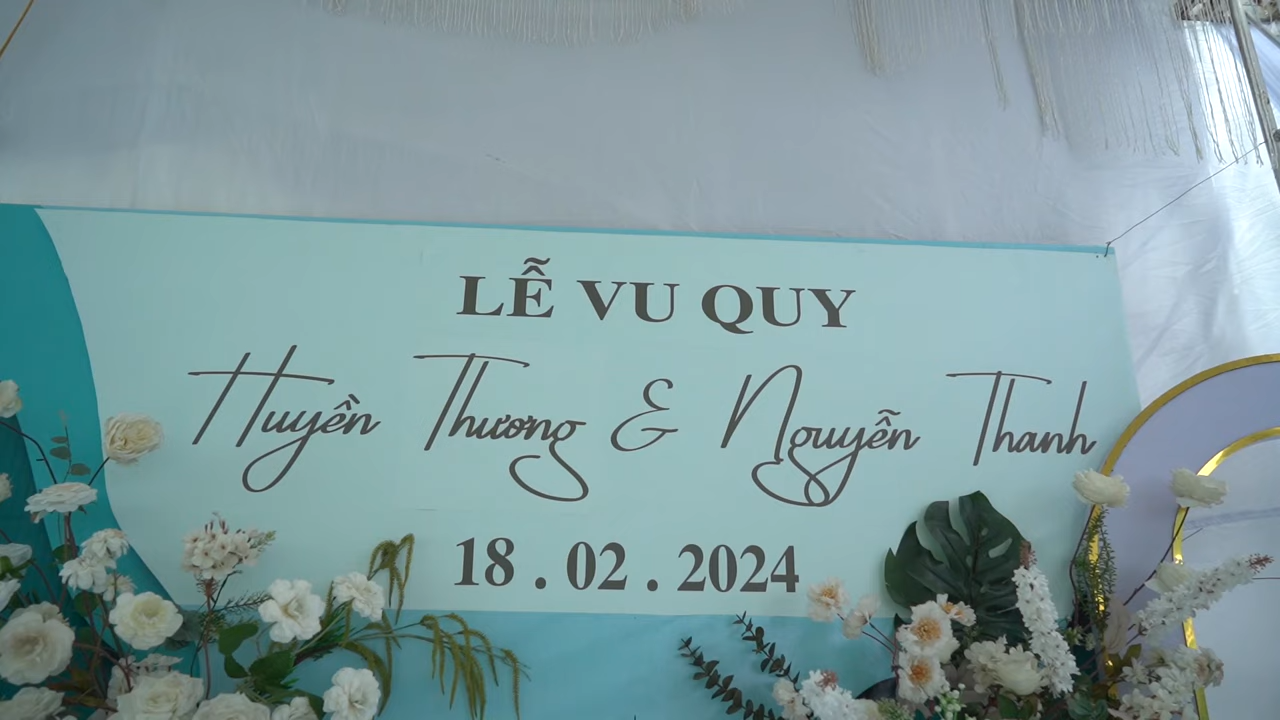 LỄ VU QUY
Huyền Thương & Nguyễn Thanh
18 . 02 . 2024